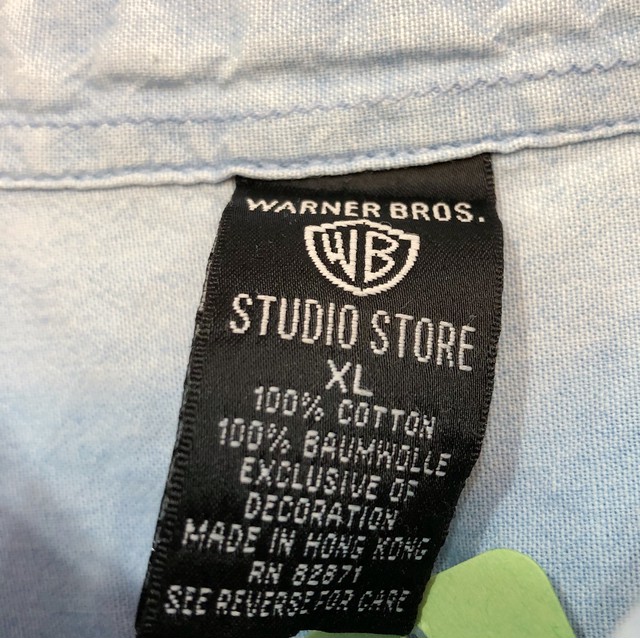 WARNER BROS.
WB
STUDIO STORE
XL
100% COTTON
100% BAUMWOLLE
EXCLUSIVE OF
DECORATION
MADE IN HONG KONG
RN 82871
SEE REVERSE FOR CARE